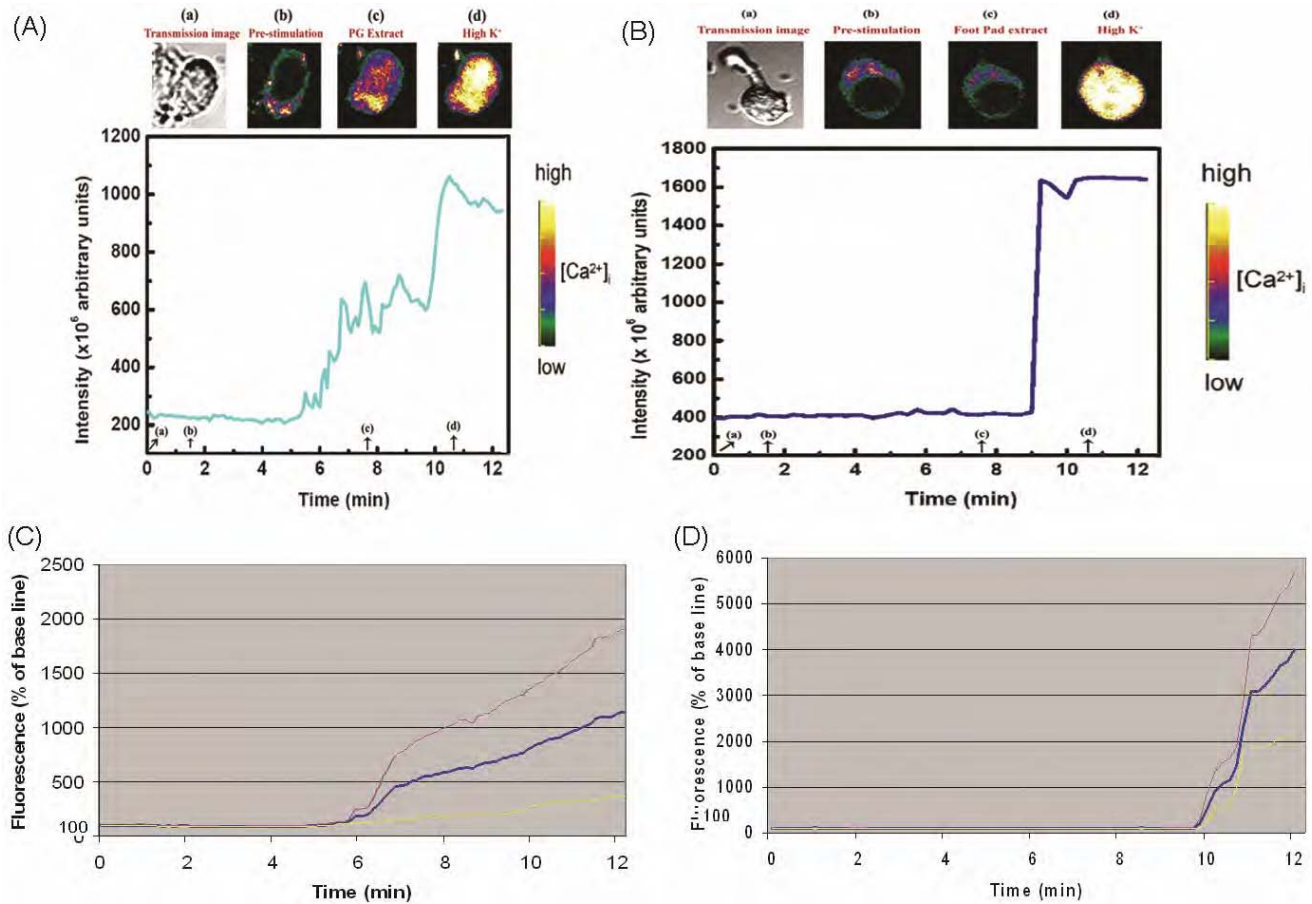 (A)
(a) (b) (c) (d)
Transmission image Pre-stimulation PG Extract High K⁺
1200
1000
800
600
400
200
Intensity (x10⁶ arbitrary units)
(a) (b) (c) (d)
0 2 4 6 8 10 12
Time (min)
high
[Ca²⁺]ᵢ
low
(B)
(a) (b) (c) (d)
Transmission image Pre-stimulation Foot Pad extract High K⁺
1800
1600
1400
1200
1000
800
600
400
200
Intensity (x 10⁶ arbitrary units)
(a) (b) (c) (d)
0 2 4 6 8 10 12
Time (min)
high
[Ca²⁺]ᵢ
low
(C)
2500
2000
1500
1000
500
100
0
Fluorescence (% of base line)
0 2 4 6 8 10 12
Time (min)
(D)
6000
5000
4000
3000
2000
1000
100
0
Fluorescence (% of base line)
0 2 4 6 8 10 12
Time (min)